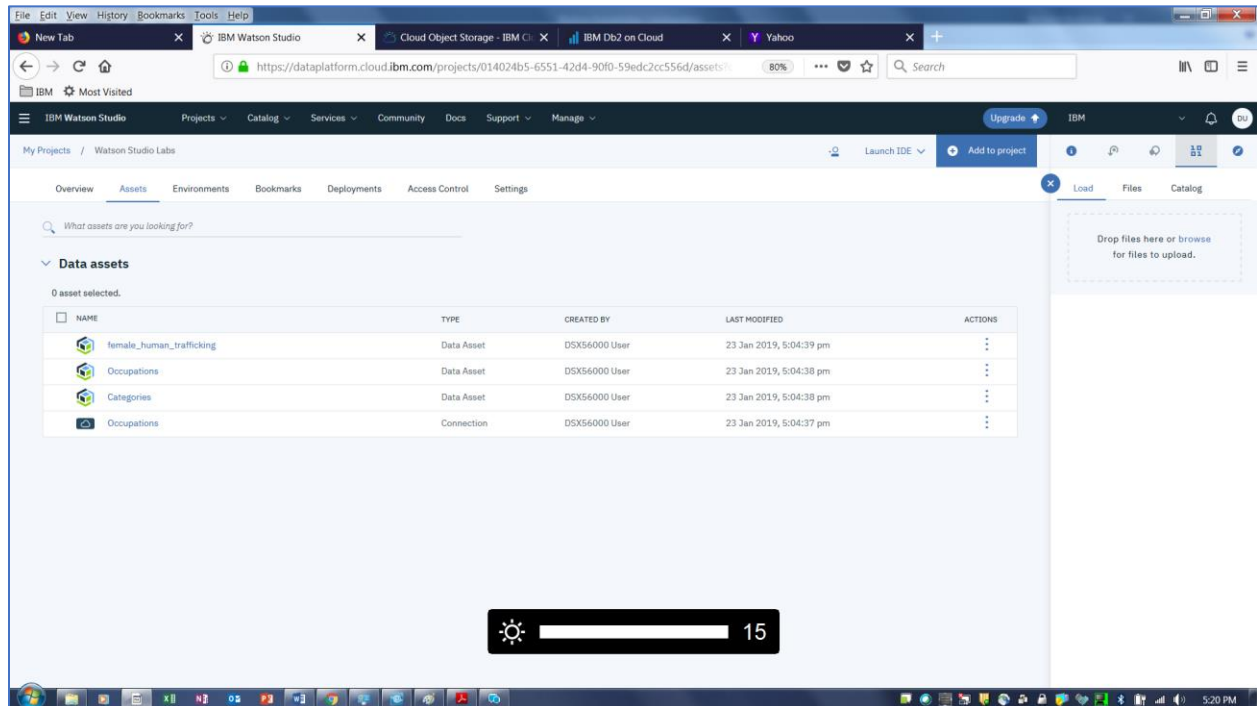 File Edit View History Bookmarks Tools Help
New Tab IBM Watson Studio Cloud Object Storage - IBM Cl IBM Db2 on Cloud Yahoo
https://dataplatform.cloud.ibm.com/projects/014024b5-6551-42d4-90f0-59edc2cc556d/assets? 80% Search
IBM Most Visited
IBM Watson Studio Projects Catalog Services Community Docs Support Manage Upgrade IBM DU
My Projects / Watson Studio Labs Launch IDE Add to project
Overview Assets Environments Bookmarks Deployments Access Control Settings Load Files Catalog
What assets are you looking for?
Drop files here or browse
for files to upload.
Data assets
0 asset selected.
NAME TYPE CREATED BY LAST MODIFIED ACTIONS
female_human_trafficking Data Asset DSX56000 User 23 Jan 2019, 5:04:39 pm
Occupations Data Asset DSX56000 User 23 Jan 2019, 5:04:38 pm
Categories Data Asset DSX56000 User 23 Jan 2019, 5:04:38 pm
Occupations Connection DSX56000 User 23 Jan 2019, 5:04:37 pm
15
5:20 PM